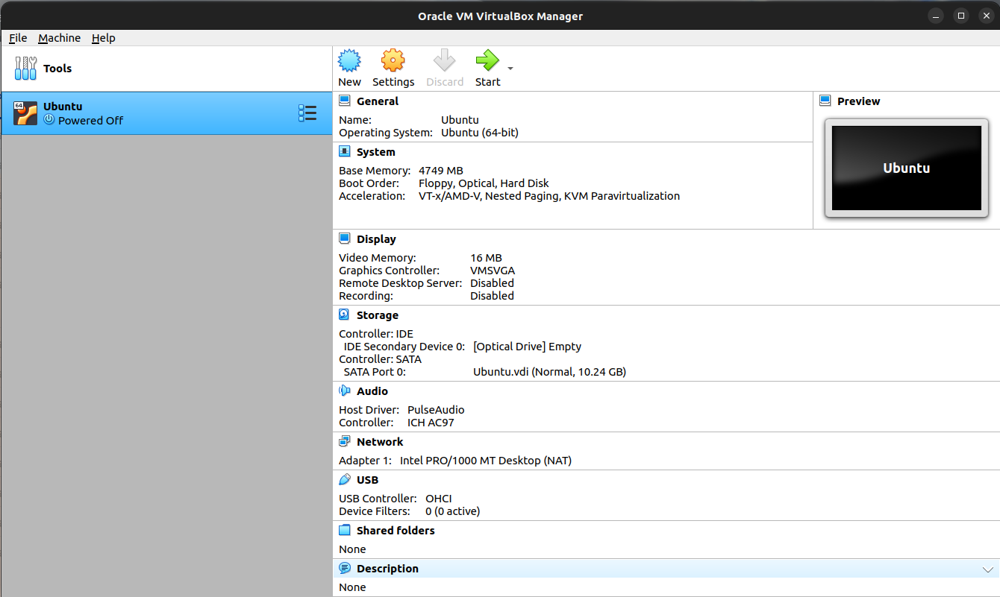 Oracle VM VirtualBox Manager
File Machine Help
Tools
New Settings Discard Start
64
Ubuntu
Powered Off
General
Name: Ubuntu
Operating System: Ubuntu (64-bit)
Preview
Ubuntu
System
Base Memory: 4749 MB
Boot Order: Floppy, Optical, Hard Disk
Acceleration: VT-x/AMD-V, Nested Paging, KVM Paravirtualization
Display
Video Memory: 16 MB
Graphics Controller: VMSVGA
Remote Desktop Server: Disabled
Recording: Disabled
Storage
Controller: IDE
IDE Secondary Device 0: [Optical Drive] Empty
Controller: SATA
SATA Port 0: Ubuntu.vdi (Normal, 10.24 GB)
Audio
Host Driver: PulseAudio
Controller: ICH AC97
Network
Adapter 1: Intel PRO/1000 MT Desktop (NAT)
USB
USB Controller: OHCI
Device Filters: 0 (0 active)
Shared folders
None
Description
None